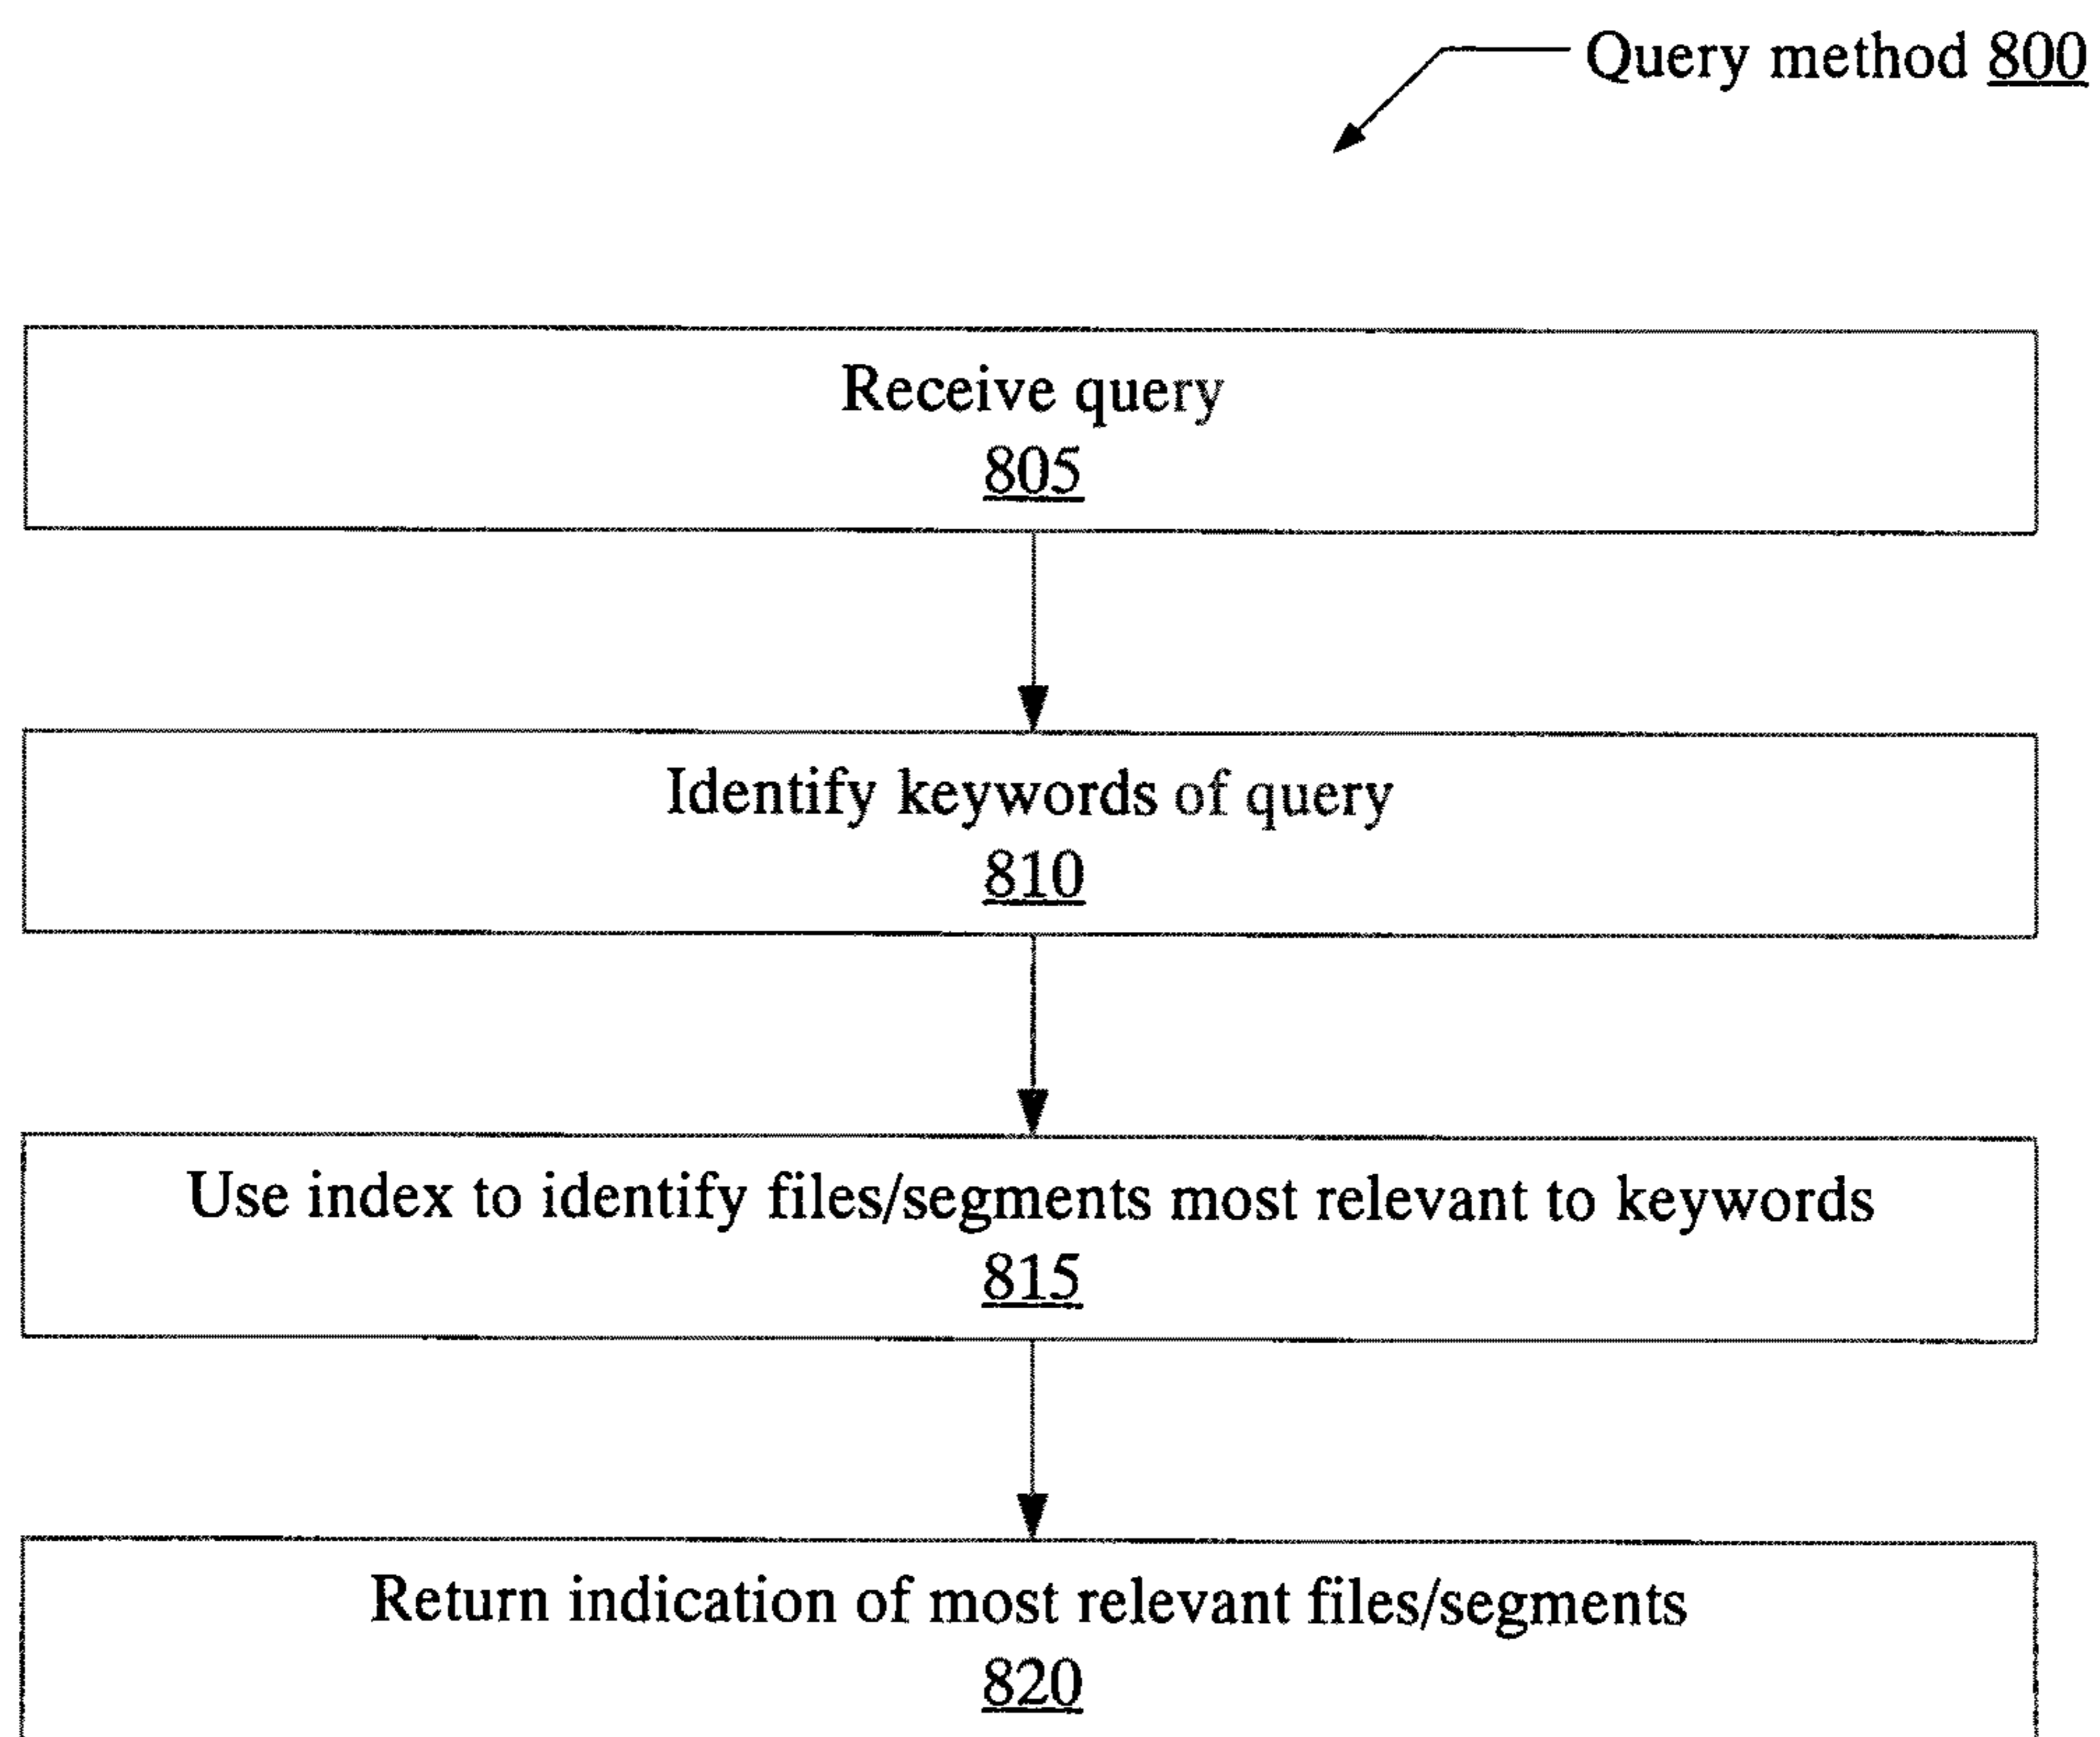 Query method 800
Receive query
805
Identify keywords of query
810
Use index to identify files/segments most relevant to keywords
815
Return indication of most relevant files/segments
820